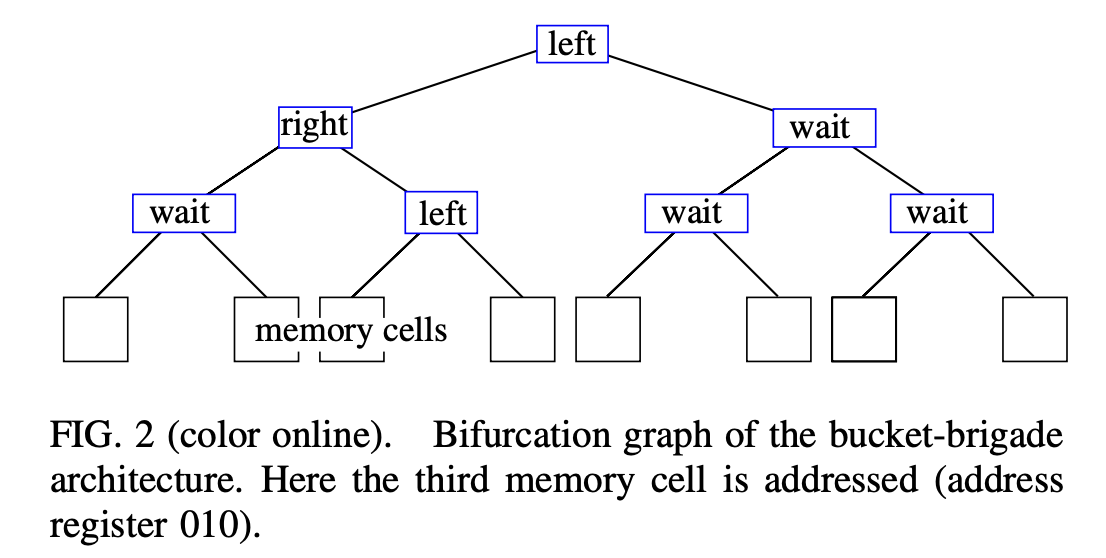 left
right
wait
wait
left
wait
wait
memory cells
FIG. 2 (color online). Bifurcation graph of the bucket-brigade
architecture. Here the third memory cell is addressed (address
register 010).